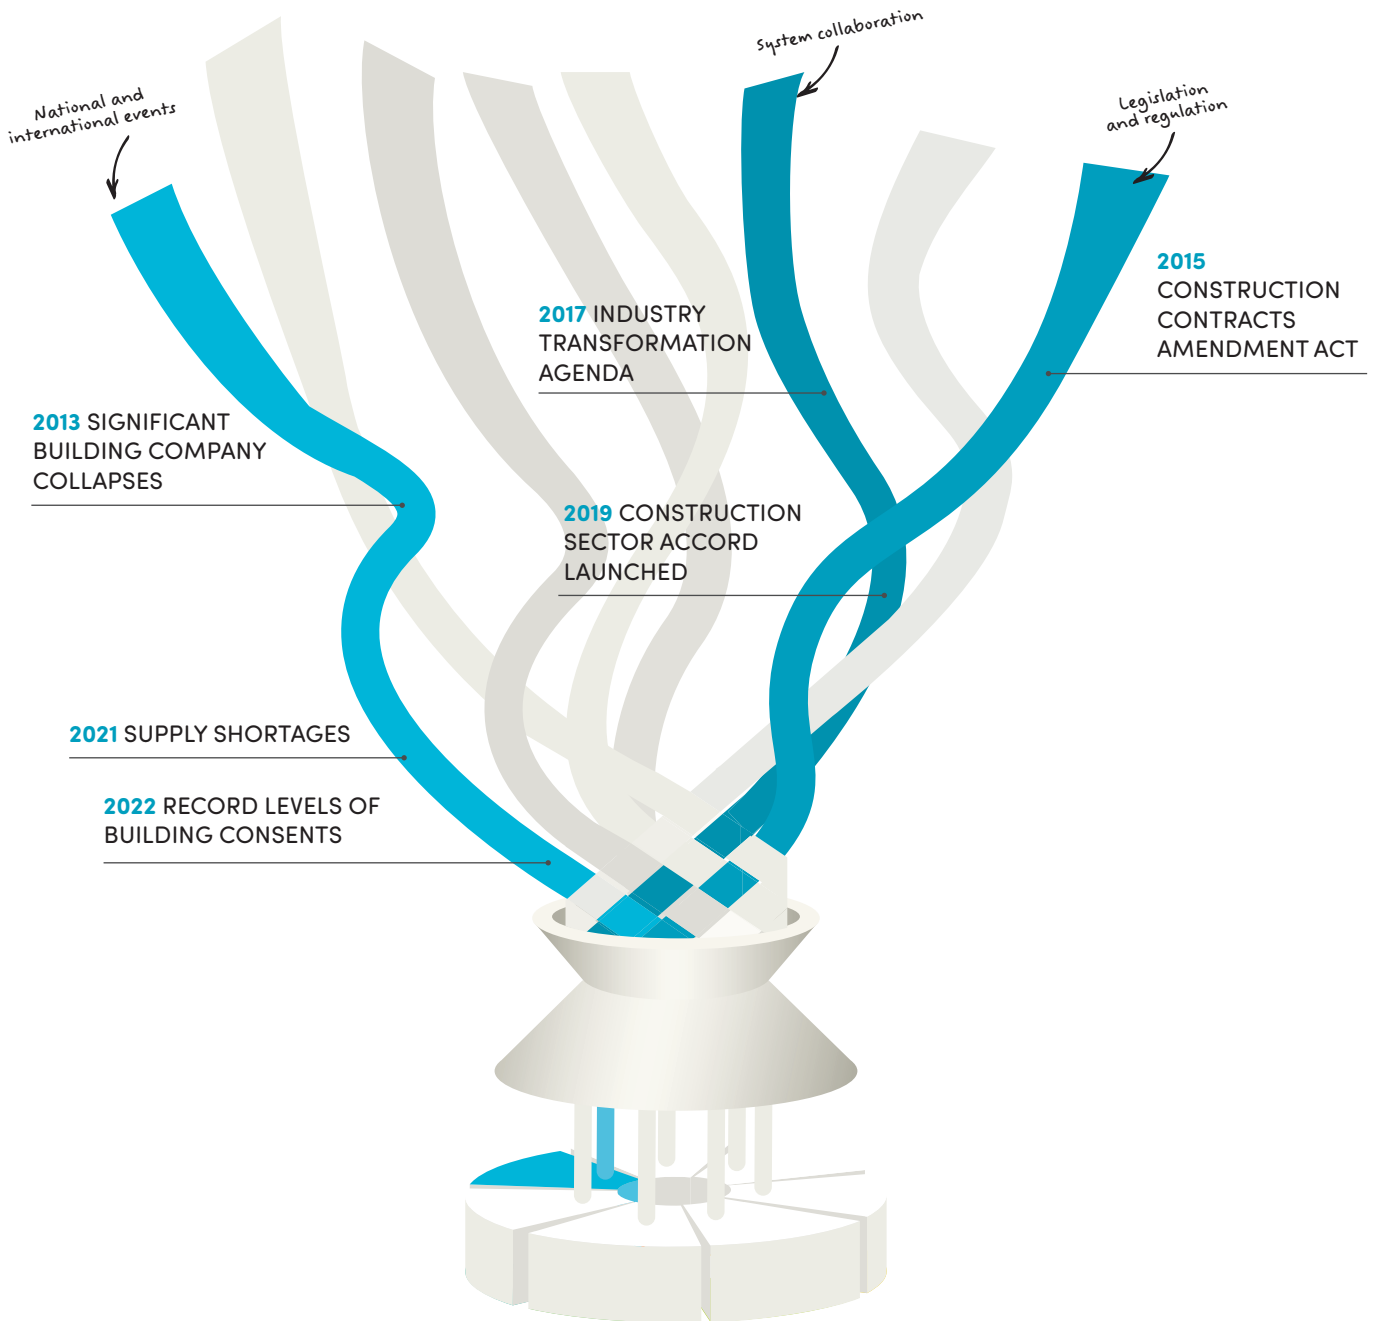 System collaboration
National and
international events
Legislation
and regulation
2015
CONSTRUCTION
CONTRACTS
AMENDMENT ACT
2017 INDUSTRY
TRANSFORMATION
AGENDA
2013 SIGNIFICANT
BUILDING COMPANY
COLLAPSES
2019 CONSTRUCTION
SECTOR ACCORD
LAUNCHED
2021 SUPPLY SHORTAGES
2022 RECORD LEVELS OF
BUILDING CONSENTS